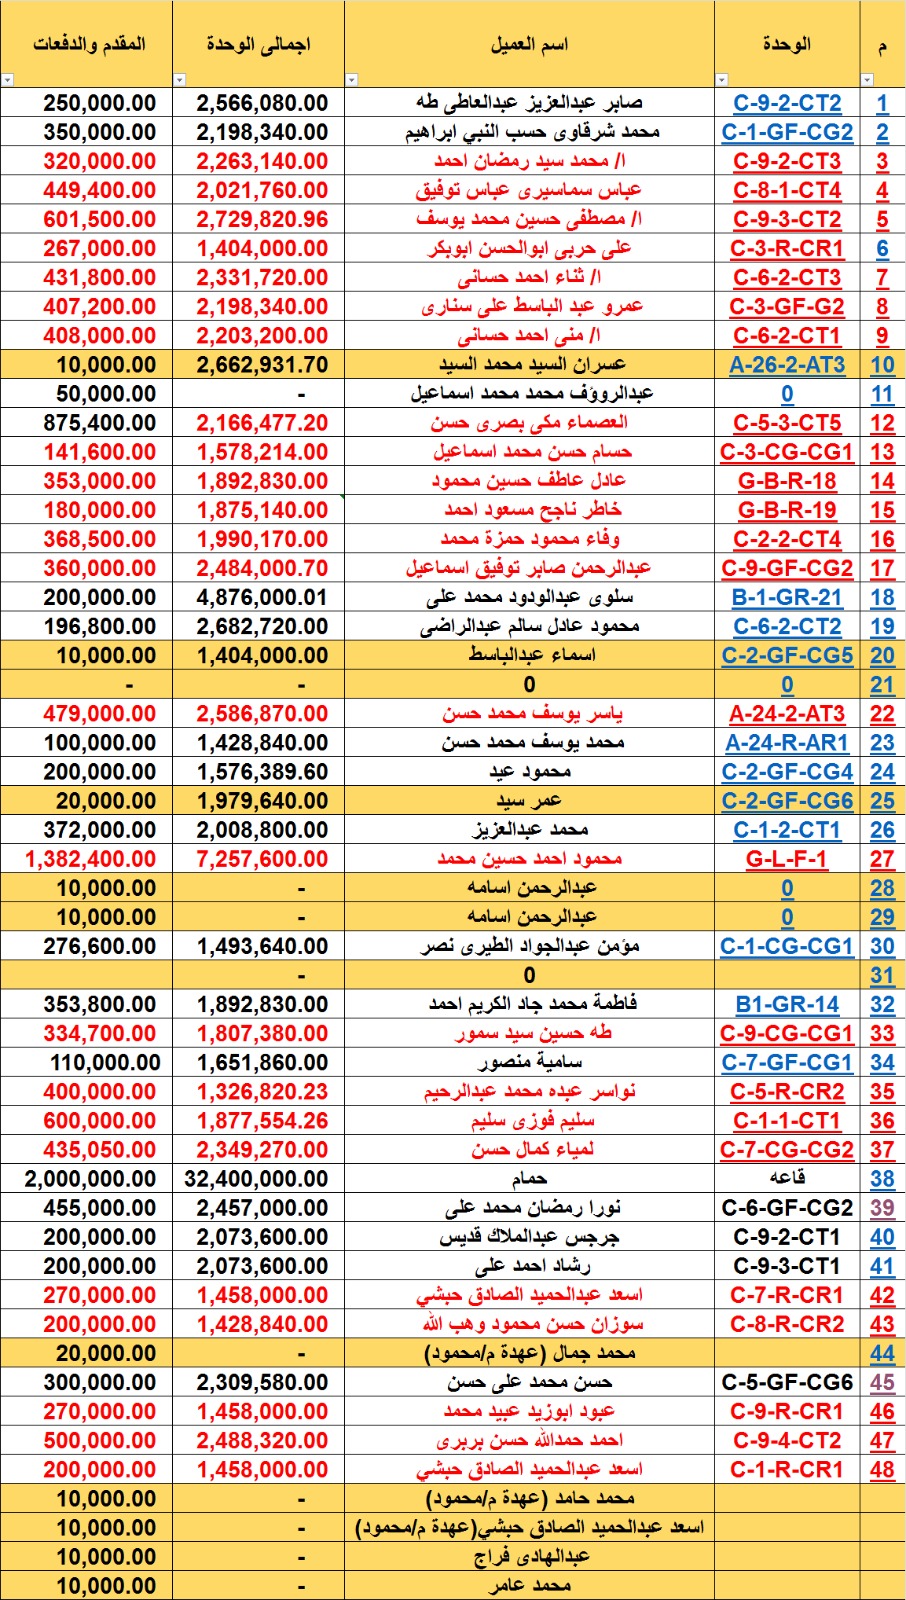 م الوحدة اسم العميل اجمالى الوحدة المقدم والدفعات
1 C-9-2-CT2 صابر عبدالعزيز عبدالعاطى طه 2,566,080.00 250,000.00
2 C-1-GF-CG2 محمد شرقاوى حسب النبي ابراهيم 2,198,340.00 350,000.00
3 C-9-2-CT3 ا/ محمد سيد رمضان احمد 2,263,140.00 320,000.00
4 C-8-1-CT4 عباس سماسيرى عباس توفيق 2,021,760.00 449,400.00
5 C-9-3-CT2 ا/ مصطفى حسين محمد يوسف 2,729,820.96 601,500.00
6 C-3-R-CR1 على حربى ابوالحسن ابوبكر 1,404,000.00 267,000.00
7 C-6-2-CT3 ا/ ثناء احمد حسانى 2,331,720.00 431,800.00
8 C-3-GF-G2 عمرو عبد الباسط على سنارى 2,198,340.00 407,200.00
9 C-6-2-CT1 ا/ منى احمد حسانى 2,203,200.00 408,000.00
10 A-26-2-AT3 عسران السيد محمد السيد 2,662,931.70 10,000.00
11 0 عبدالرووؤف محمد محمد اسماعيل - 50,000.00
12 C-5-3-CT5 العصماء مكى بصرى حسن 2,166,477.20 875,400.00
13 C-3-CG-CG1 حسام حسن محمد اسماعيل 1,578,214.00 141,600.00
14 G-B-R-18 عادل عاطف حسين محمود 1,892,830.00 353,000.00
15 G-B-R-19 خاطر ناجح مسعود احمد 1,875,140.00 180,000.00
16 C-2-2-CT4 وفاء محمود حمزة محمد 1,990,170.00 368,500.00
17 C-9-GF-CG2 عبدالرحمن صابر توفيق اسماعيل 2,484,000.70 360,000.00
18 B-1-GR-21 سلوى عبدالودود محمد على 4,876,000.01 200,000.00
19 C-6-2-CT2 محمود عادل سالم عبدالراضى 2,682,720.00 196,800.00
20 C-2-GF-CG5 اسماء عبدالباسط 1,404,000.00 10,000.00
21 0 0 - -
22 A-24-2-AT3 ياسر يوسف محمد حسن 2,586,870.00 479,000.00
23 A-24-R-AR1 محمد يوسف محمد حسن 1,428,840.00 100,000.00
24 C-2-GF-CG4 محمود عيد 1,576,389.60 200,000.00
25 C-2-GF-CG6 عمر سيد 1,979,640.00 20,000.00
26 C-1-2-CT1 محمد عبدالعزيز 2,008,800.00 372,000.00
27 G-L-F-1 محمود احمد حسين محمد 7,257,600.00 1,382,400.00
28 0 عبدالرحمن اسامه - 10,000.00
29 0 عبدالرحمن اسامه - 10,000.00
30 C-1-CG-CG1 مؤمن عبدالجواد الطيرى نصر 1,493,640.00 276,600.00
31 0 - -
32 B1-GR-14 فاطمة محمد جاد الكريم احمد 1,892,830.00 353,800.00
33 C-9-CG-CG1 طه حسين سيد سمور 1,807,380.00 334,700.00
34 C-7-GF-CG1 سامية منصور 1,651,860.00 110,000.00
35 C-5-R-CR2 نواسر عبده محمد عبدالرحيم 1,326,820.23 400,000.00
36 C-1-1-CT1 سليم فوزى سليم 1,877,554.26 600,000.00
37 C-7-CG-CG2 لمياء كمال حسن 2,349,270.00 435,050.00
38 قاعه حمام 32,400,000.00 2,000,000.00
39 C-6-GF-CG2 نورا رمضان محمد على 2,457,000.00 455,000.00
40 C-9-2-CT1 جرجس عبدالملاك قديس 2,073,600.00 200,000.00
41 C-9-3-CT1 رشاد احمد على 2,073,600.00 200,000.00
42 C-7-R-CR1 اسعد عبدالحميد الصادق حبشي 1,458,000.00 270,000.00
43 C-8-R-CR2 سوزان حسن محمود وهب الله 1,428,840.00 200,000.00
44 محمد جمال (عهدة م/محمود) - 20,000.00
45 C-5-GF-CG6 حسن محمد على حسن 2,309,580.00 300,000.00
46 C-9-R-CR1 عبود ابوزيد عبيد محمد 1,458,000.00 270,000.00
47 C-9-4-CT2 احمد حمدالله حسن بربرى 2,488,320.00 500,000.00
48 C-1-R-CR1 اسعد عبدالحميد الصادق حبشي 1,458,000.00 200,000.00
محمد حامد (عهدة م/محمود) - 10,000.00
اسعد عبدالحميد الصادق حبشي(عهدة م/محمود) - 10,000.00
عبدالهادى فراج - 10,000.00
محمد عامر - 10,000.00